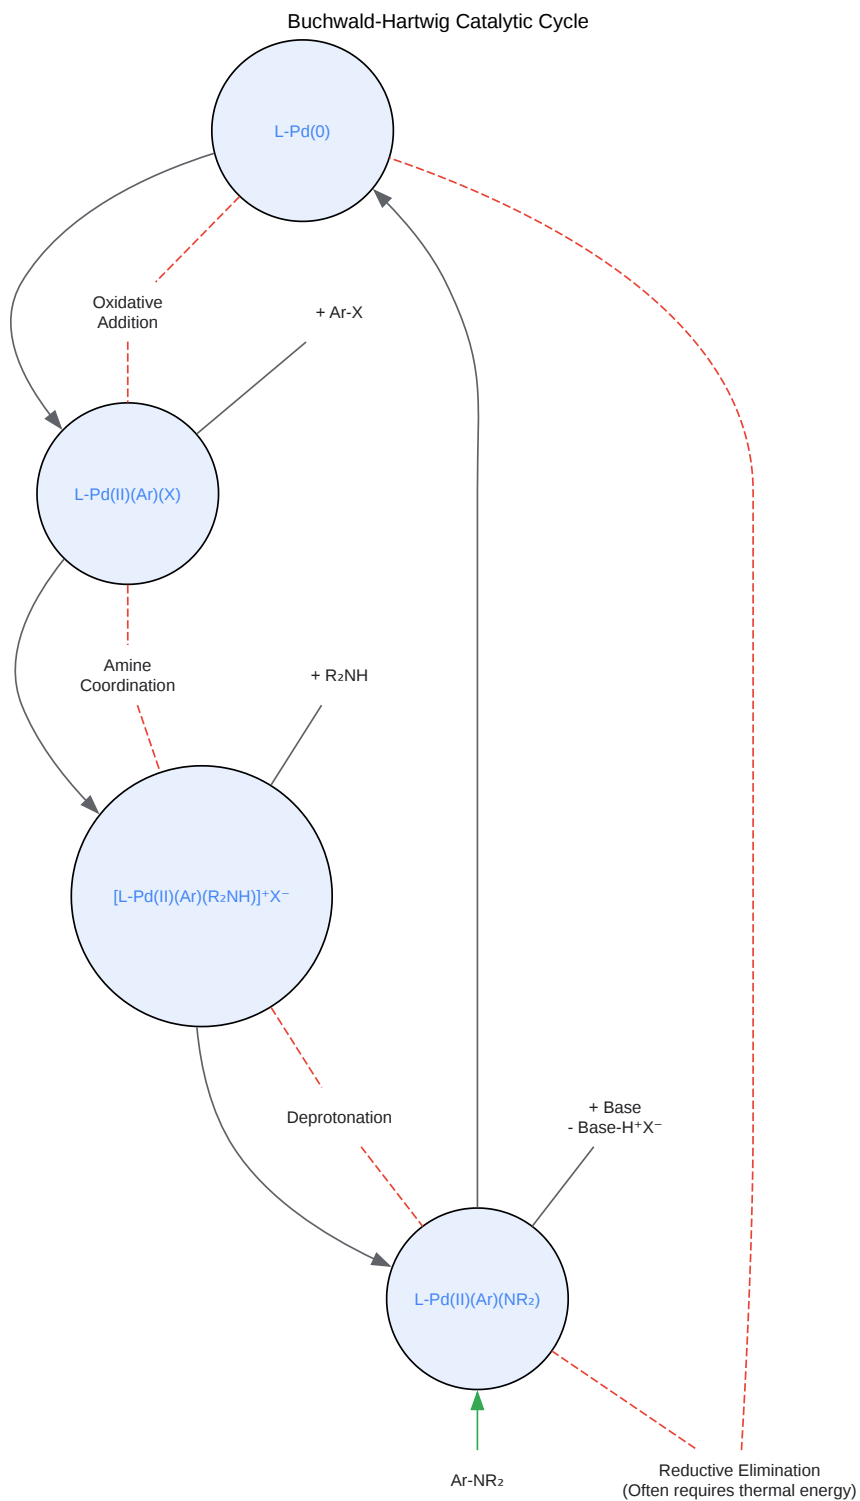 Buchwald-Hartwig Catalytic Cycle
L-Pd(0)
Oxidative
Addition
+ Ar-X
L-Pd(II)(Ar)(X)
Amine
Coordination
+ R₂NH
[L-Pd(II)(Ar)(R₂NH)]⁺X⁻
Deprotonation
+ Base
- Base-H⁺X⁻
L-Pd(II)(Ar)(NR₂)
Ar-NR₂
Reductive Elimination
(Often requires thermal energy)